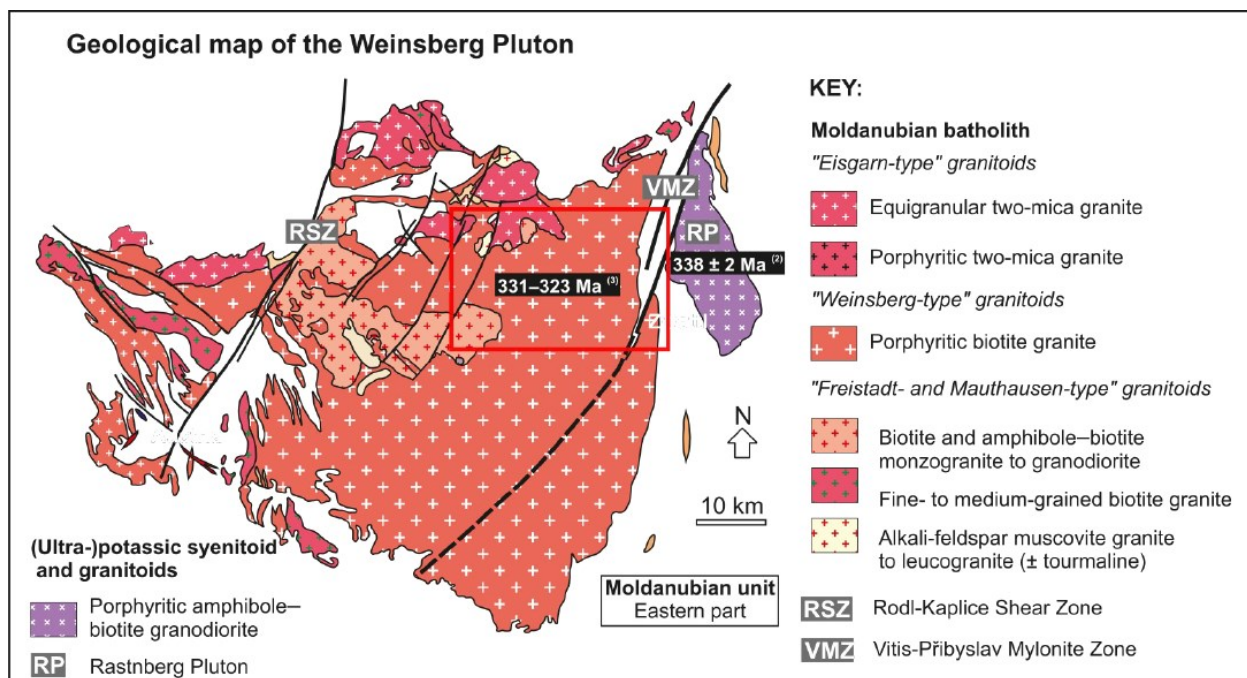 Geological map of the Weinsberg Pluton
RSZ
VMZ
RP
338 ± 2 Ma (2)
331–323 Ma (3)
N
10 km
Moldanubian unit
Eastern part
(Ultra-)potassic syenitoid
and granitoids
Porphyritic amphibole–
biotite granodiorite
RP Rastnberg Pluton
KEY:
Moldanubian batholith
"Eisgarn-type" granitoids
Equigranular two-mica granite
Porphyritic two-mica granite
"Weinsberg-type" granitoids
Porphyritic biotite granite
"Freistadt- and Mauthausen-type" granitoids
Biotite and amphibole–biotite
monzogranite to granodiorite
Fine- to medium-grained biotite granite
Alkali-feldspar muscovite granite
to leucogranite (± tourmaline)
RSZ Rodl-Kaplice Shear Zone
VMZ Vitis-Přibyslav Mylonite Zone